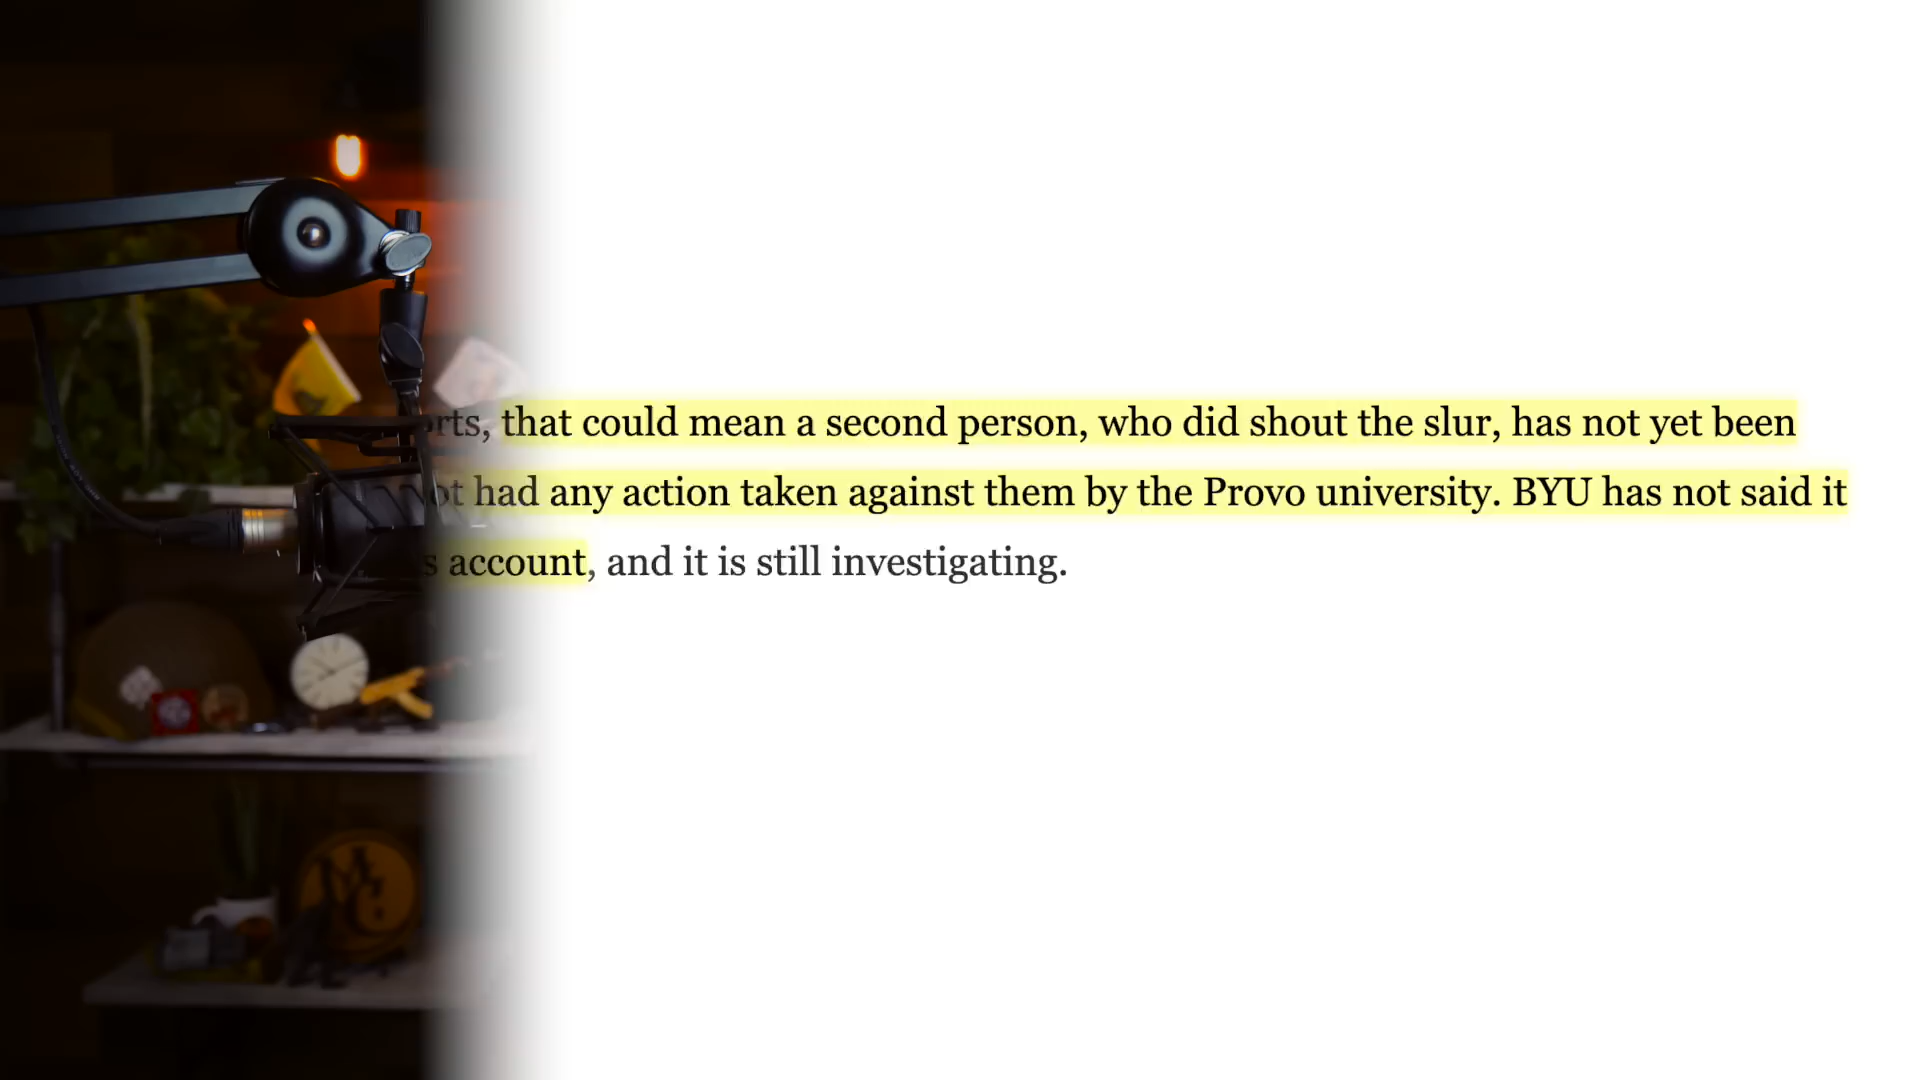 that could mean a second person, who did shout the slur, has not yet been
had any action taken against them by the Provo university. BYU has not said it
account, and it is still investigating.